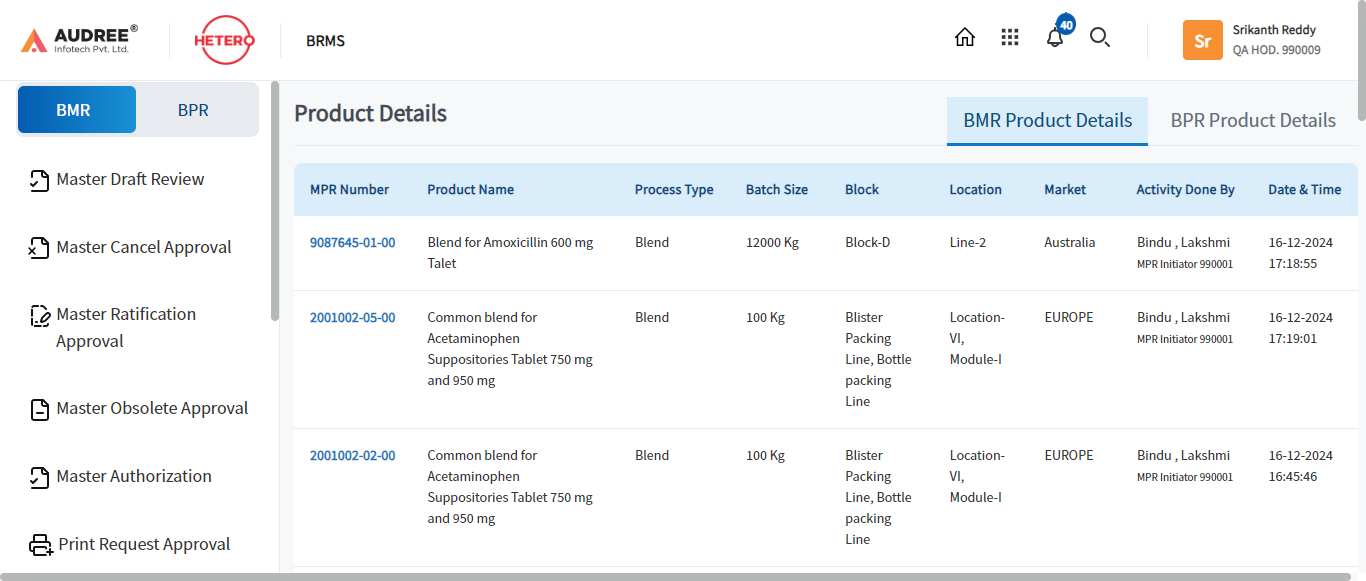 AUDREE®
Infotech Pvt. Ltd.
HETERO
BRMS
40
Sr
Srikanth Reddy
QA HOD. 990009
BMR
BPR
Master Draft Review
Master Cancel Approval
Master Ratification
Approval
Master Obsolete Approval
Master Authorization
Print Request Approval
Product Details
BMR Product Details
BPR Product Details
MPR Number Product Name Process Type Batch Size Block Location Market Activity Done By Date & Time
9087645-01-00 Blend for Amoxicillin 600 mg Blend 12000 Kg Block-D Line-2 Australia Bindu , Lakshmi 16-12-2024
Talet MPR Initiator 990001 17:18:55
2001002-05-00 Common blend for Blend 100 Kg Blister Location- EUROPE Bindu , Lakshmi 16-12-2024
Acetaminophen Packing VI, MPR Initiator 990001 17:19:01
Suppositories Tablet 750 mg Line, Bottle Module-I
and 950 mg packing
Line
2001002-02-00 Common blend for Blend 100 Kg Blister Location- EUROPE Bindu , Lakshmi 16-12-2024
Acetaminophen Packing VI, MPR Initiator 990001 16:45:46
Suppositories Tablet 750 mg Line, Bottle Module-I
and 950 mg packing
Line